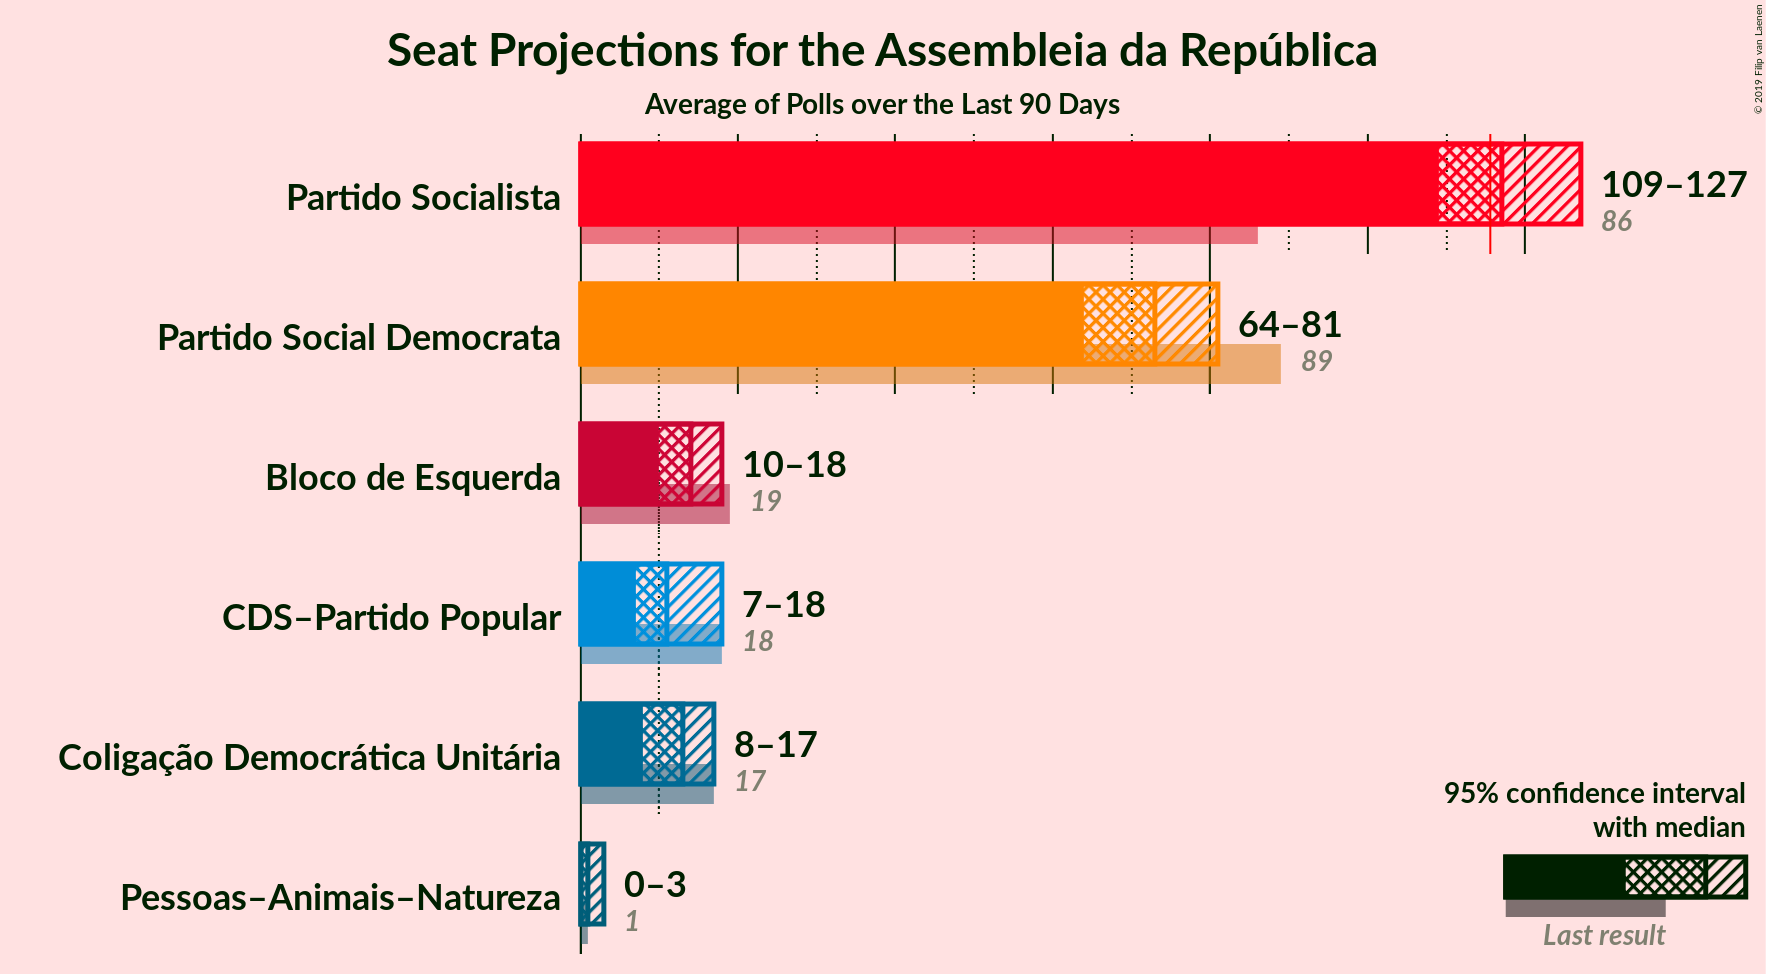 Seat Projections for the Assembleia da República
Average of Polls over the Last 90 Days
© 2019 Filip van Laenen
Partido Socialista
109–127
86
Partido Social Democrata
64–81
89
Bloco de Esquerda
10–18
19
CDS–Partido Popular
7–18
18
Coligação Democrática Unitária
8–17
17
Pessoas–Animais–Natureza
0–3
1
95% confidence interval
with median
Last result